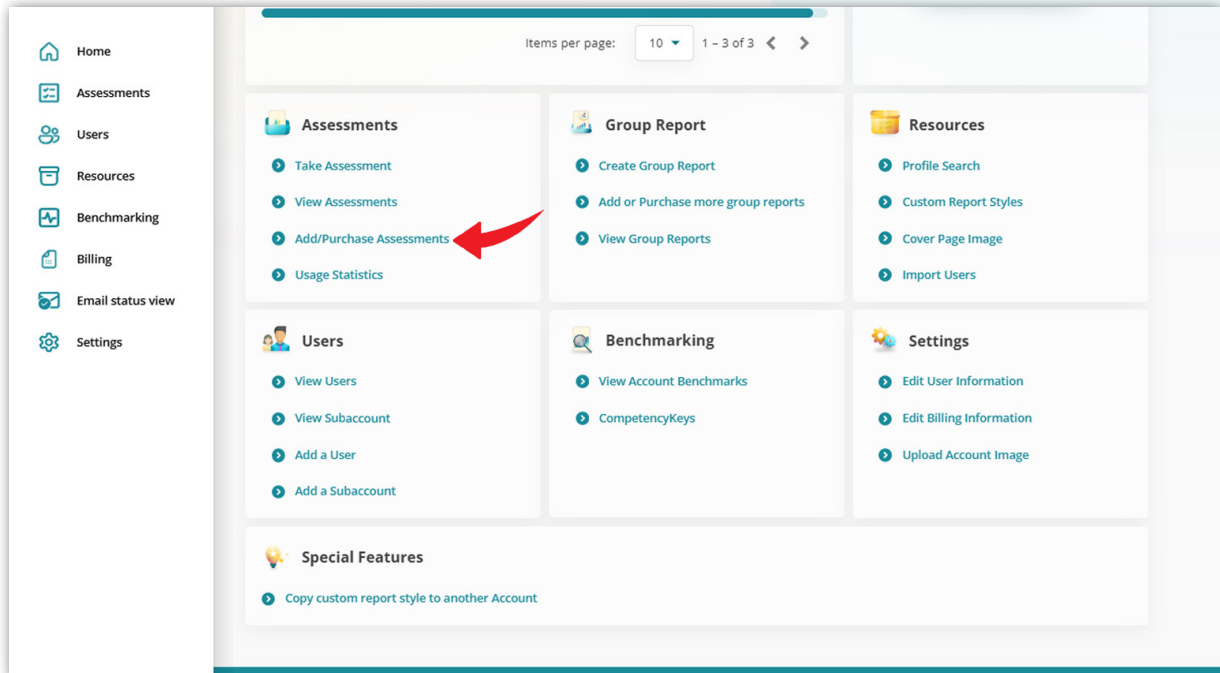 Home
Assessments
Users
Resources
Benchmarking
Billing
Email status view
Settings
Items per page: 10 1 – 3 of 3
Assessments
Take Assessment
View Assessments
Add/Purchase Assessments
Usage Statistics
Group Report
Create Group Report
Add or Purchase more group reports
View Group Reports
Resources
Profile Search
Custom Report Styles
Cover Page Image
Import Users
Users
View Users
View Subaccount
Add a User
Add a Subaccount
Benchmarking
View Account Benchmarks
CompetencyKeys
Settings
Edit User Information
Edit Billing Information
Upload Account Image
Special Features
Copy custom report style to another Account